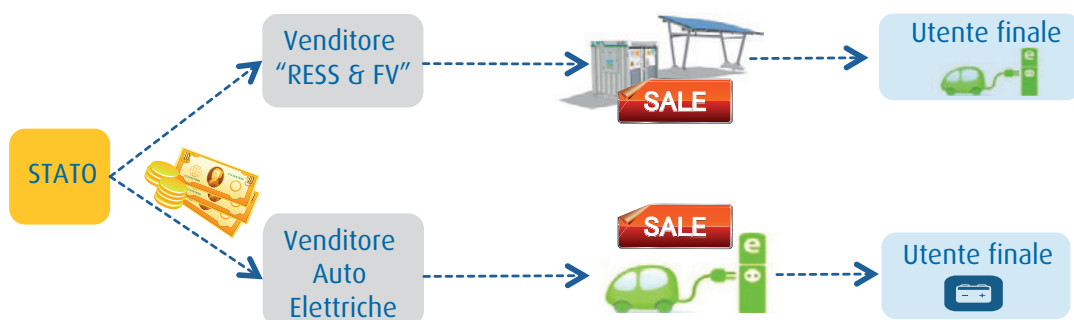 Venditore
“RESS & FV”
SALE
Utente finale
e
STATO
Venditore
Auto
Elettriche
SALE
e
Utente finale
- +